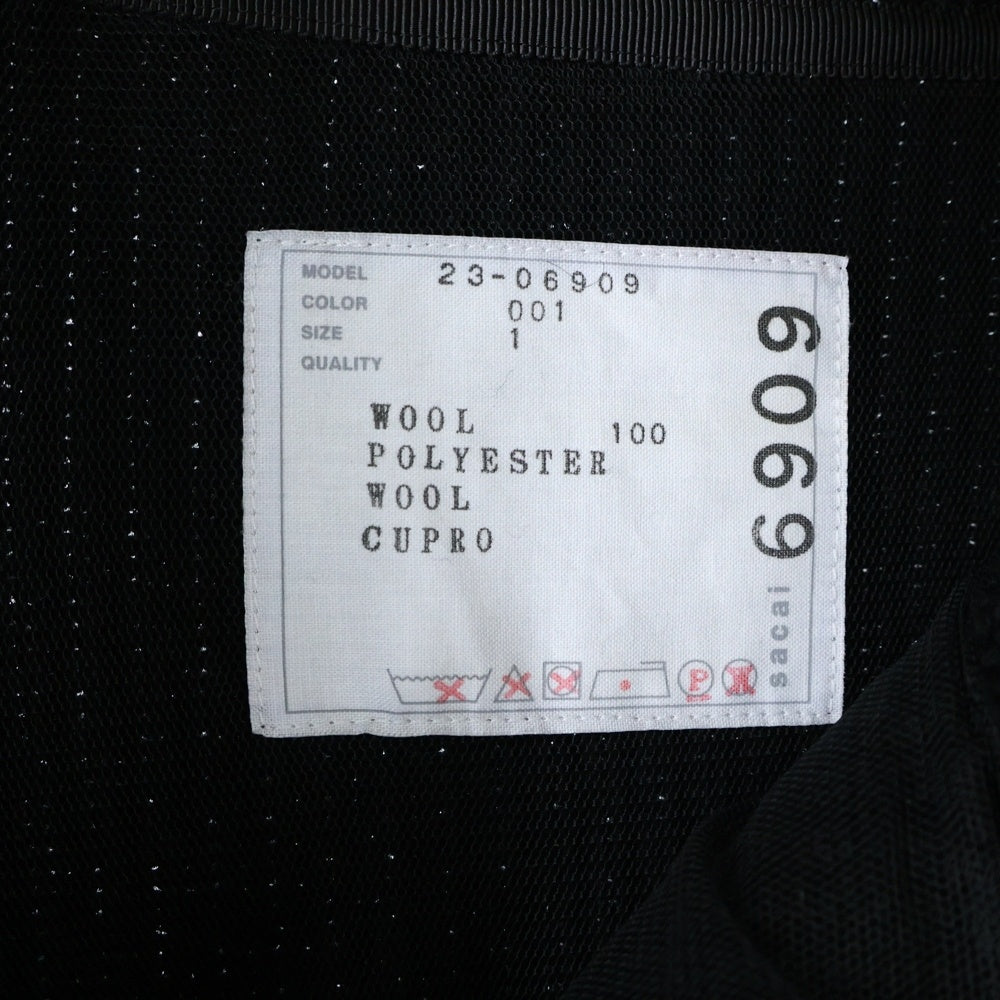 MODEL 23-06909
COLOR 001
SIZE 1
QUALITY
WOOL 100
POLYESTER
WOOL
CUPRO
P
sacai 6909